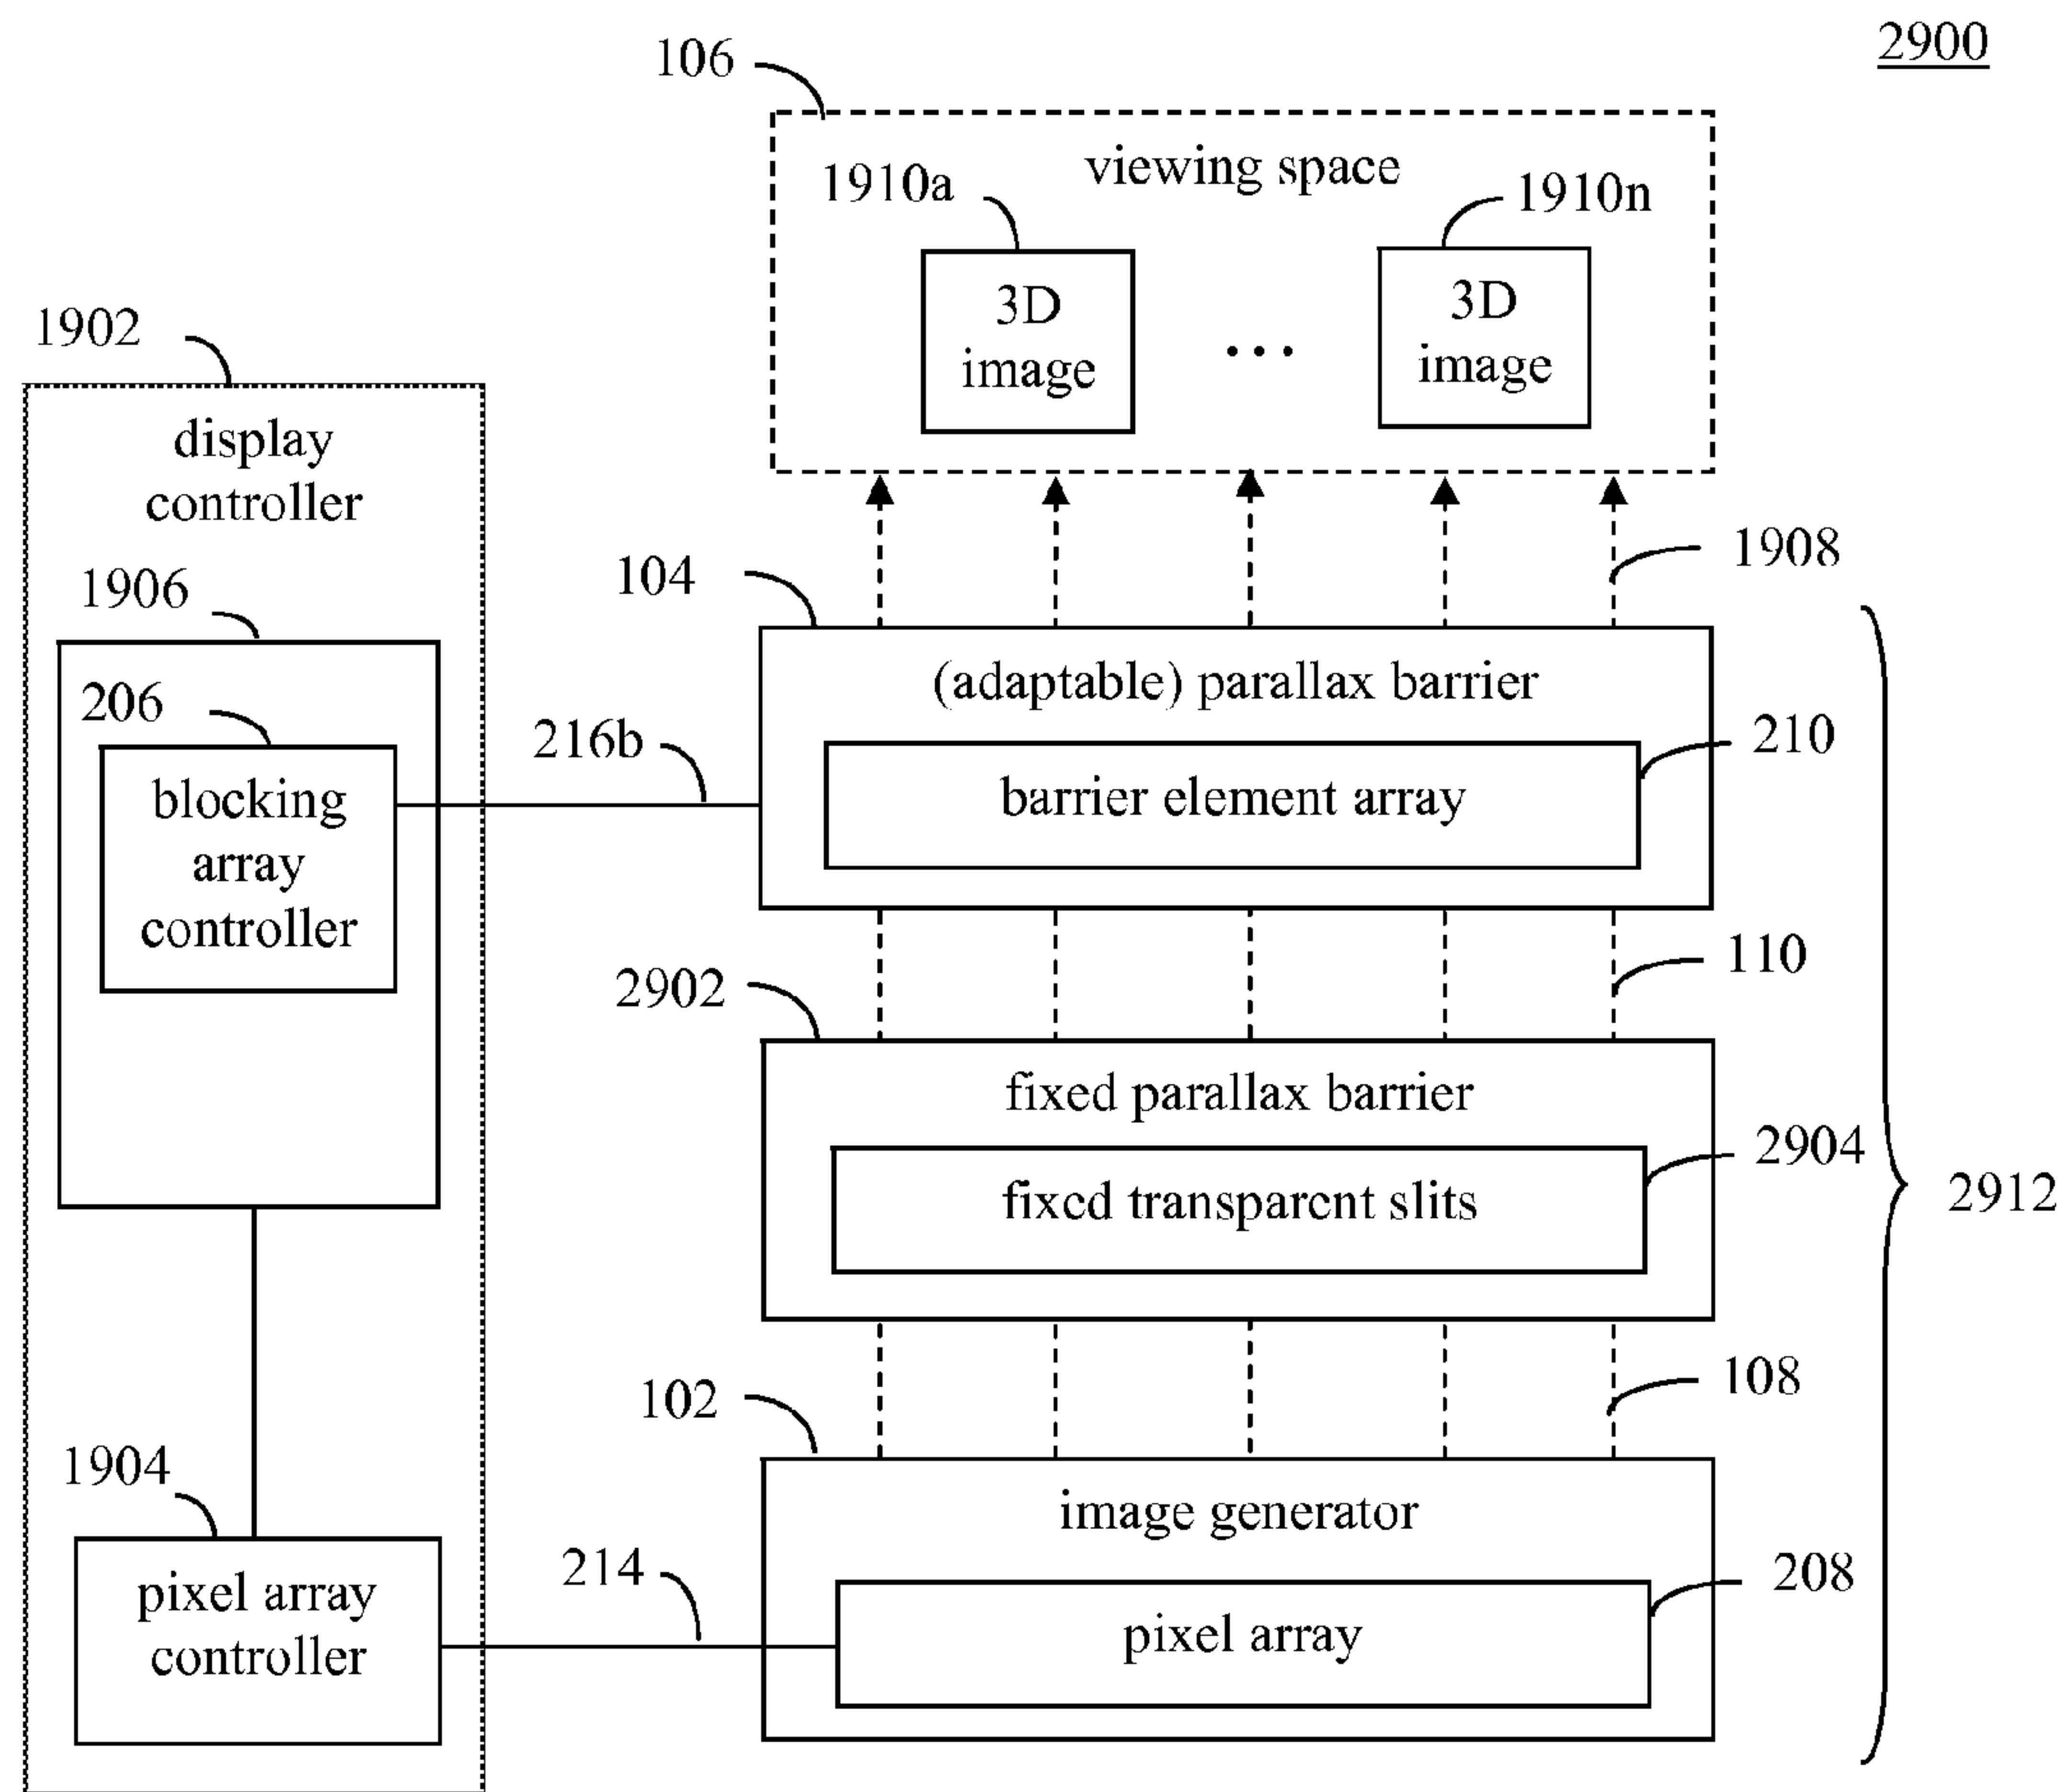 2900
106
viewing space
1910a
1910n
3D
image
...
3D
image
1902
display
controller
1906
206
blocking
array
controller
216b
104
1908
(adaptable) parallax barrier
210
barrier element array
110
2902
fixed parallax barrier
2904
fixed transparent slits
2912
108
102
1904
image generator
pixel array
controller
214
208
pixel array